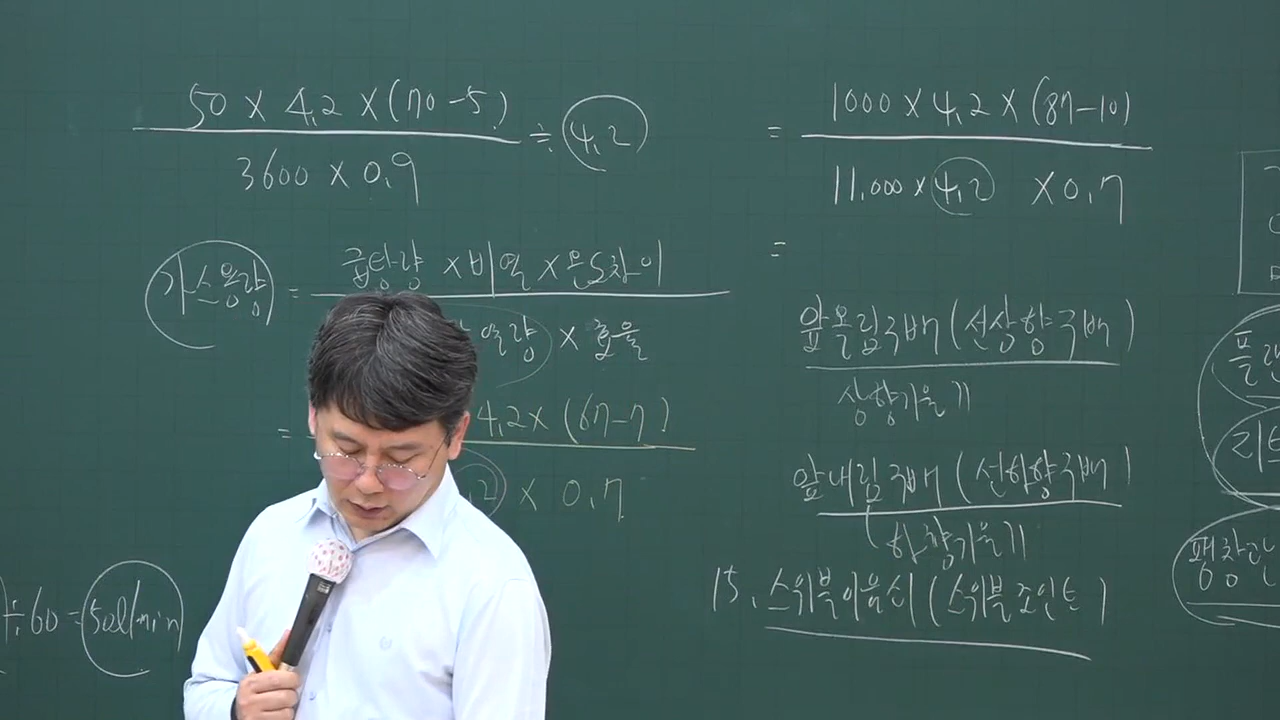 50 × 4.2 × (70 - 5)
3600 × 0.9
÷ 4.2
가스용량 = 급탕량 × 비열 × 온도차이
열량 × 효율
= 4.2 × (67-7)
× 0.7
÷60 = 50l/min
= 1000 × 4.2 × (87-10)
11,000 × 4.2 × 0.7
=
앞올림구배 (선상향구배)
상향기울기
앞내림구배 (선하향구배)
하향기울기
15. 스위블이음쇠 (스위블 조인트)
팽창